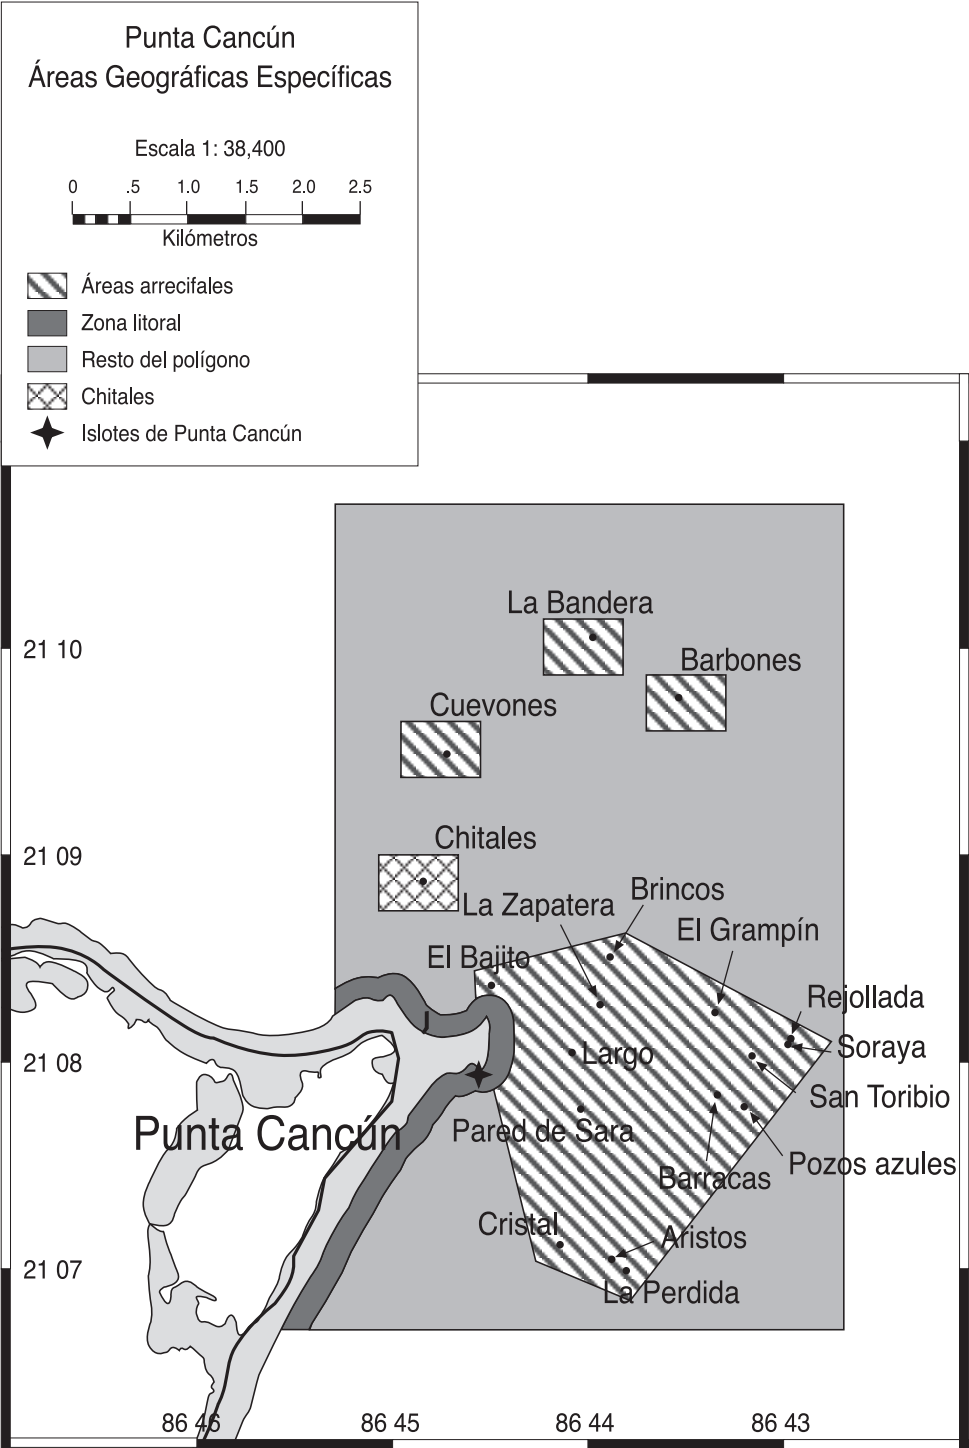 Punta Cancún
Áreas Geográficas Específicas
Escala 1: 38,400
0 .5 1.0 1.5 2.0 2.5
Kilómetros
Áreas arrecifales
Zona litoral
Resto del polígono
Chitales
Islotes de Punta Cancún
La Bandera
21 10
Barbones
Cuevones
Chitales
21 09
Brincos
La Zapatera
El Grampín
El Bajito
Rejollada
Soraya
Largo
21 08
San Toribio
Punta Cancún
Pared de Sara
Pozos azules
Barracas
Cristal
Aristos
21 07
La Perdida
86 46 86 45 86 44 86 43